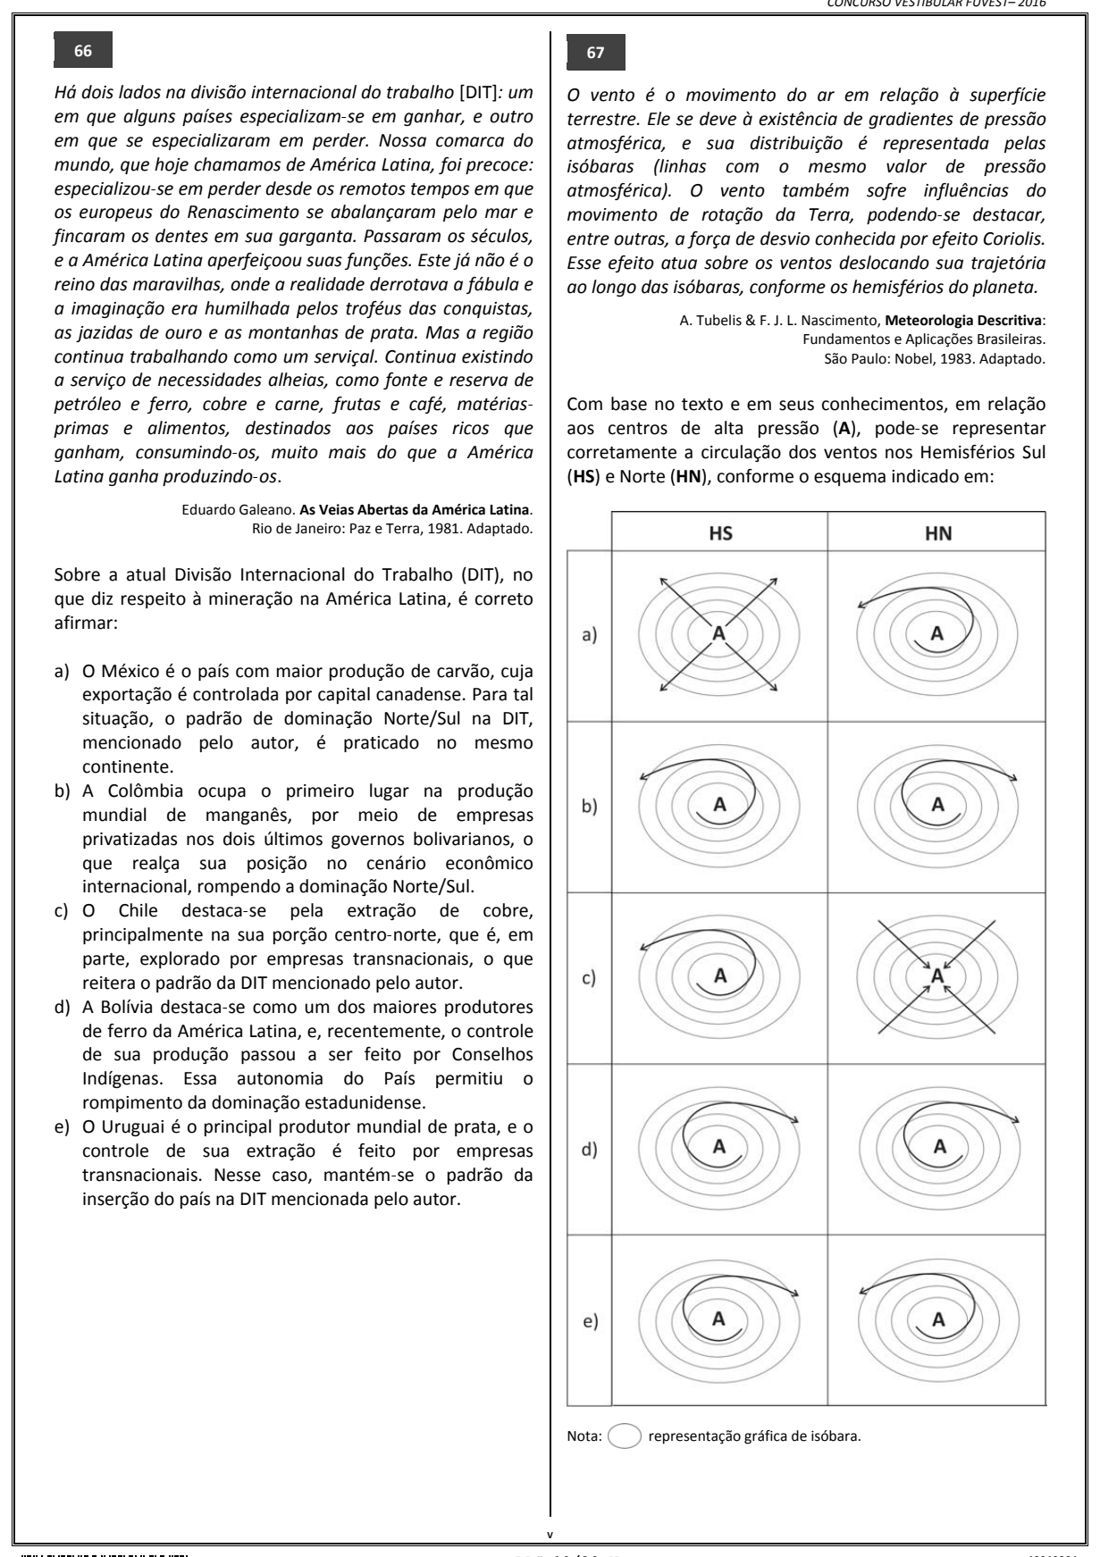 CONCURSO VESTIBULAR FUVEST– 2016
66
Há dois lados na divisão internacional do trabalho [DIT]: um
em que alguns países especializam-se em ganhar, e outro
em que se especializaram em perder. Nossa comarca do
mundo, que hoje chamamos de América Latina, foi precoce:
especializou-se em perder desde os remotos tempos em que
os europeus do Renascimento se abalançaram pelo mar e
fincaram os dentes em sua garganta. Passaram os séculos,
e a América Latina aperfeiçoou suas funções. Este já não é o
reino das maravilhas, onde a realidade derrotava a fábula e
a imaginação era humilhada pelos troféus das conquistas,
as jazidas de ouro e as montanhas de prata. Mas a região
continua trabalhando como um serviçal. Continua existindo
a serviço de necessidades alheias, como fonte e reserva de
petróleo e ferro, cobre e carne, frutas e café, matérias-
primas e alimentos, destinados aos países ricos que
ganham, consumindo-os, muito mais do que a América
Latina ganha produzindo-os.
Eduardo Galeano. As Veias Abertas da América Latina.
Rio de Janeiro: Paz e Terra, 1981. Adaptado.
Sobre a atual Divisão Internacional do Trabalho (DIT), no
que diz respeito à mineração na América Latina, é correto
afirmar:
a) O México é o país com maior produção de carvão, cuja
exportação é controlada por capital canadense. Para tal
situação, o padrão de dominação Norte/Sul na DIT,
mencionado pelo autor, é praticado no mesmo
continente.
b) A Colômbia ocupa o primeiro lugar na produção
mundial de manganês, por meio de empresas
privatizadas nos dois últimos governos bolivarianos, o
que realça sua posição no cenário econômico
internacional, rompendo a dominação Norte/Sul.
c) O Chile destaca-se pela extração de cobre,
principalmente na sua porção centro-norte, que é, em
parte, explorado por empresas transnacionais, o que
reitera o padrão da DIT mencionado pelo autor.
d) A Bolívia destaca-se como um dos maiores produtores
de ferro da América Latina, e, recentemente, o controle
de sua produção passou a ser feito por Conselhos
Indígenas. Essa autonomia do País permitiu o
rompimento da dominação estadunidense.
e) O Uruguai é o principal produtor mundial de prata, e o
controle de sua extração é feito por empresas
transnacionais. Nesse caso, mantém-se o padrão da
inserção do país na DIT mencionada pelo autor.
67
O vento é o movimento do ar em relação à superfície
terrestre. Ele se deve à existência de gradientes de pressão
atmosférica, e sua distribuição é representada pelas
isóbaras (linhas com o mesmo valor de pressão
atmosférica). O vento também sofre influências do
movimento de rotação da Terra, podendo-se destacar,
entre outras, a força de desvio conhecida por efeito Coriolis.
Esse efeito atua sobre os ventos deslocando sua trajetória
ao longo das isóbaras, conforme os hemisférios do planeta.
A. Tubelis & F. J. L. Nascimento, Meteorologia Descritiva:
Fundamentos e Aplicações Brasileiras.
São Paulo: Nobel, 1983. Adaptado.
Com base no texto e em seus conhecimentos, em relação
aos centros de alta pressão (A), pode-se representar
corretamente a circulação dos ventos nos Hemisférios Sul
(HS) e Norte (HN), conforme o esquema indicado em:
HS HN
a) A A
b) A A
c) A A
d) A A
e) A A
Nota: representação gráfica de isóbara.
v